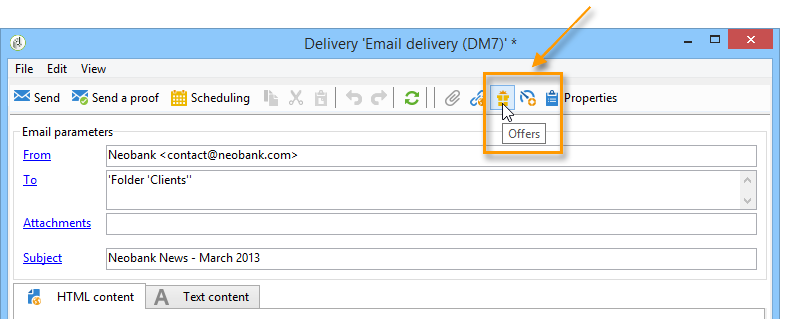 Delivery 'Email delivery (DM7)' *
File Edit View
Send Send a proof Scheduling Properties
Offers
Email parameters
From Neobank <contact@neobank.com>
To 'Folder 'Clients''
Attachments
Subject Neobank News - March 2013
HTML content A Text content